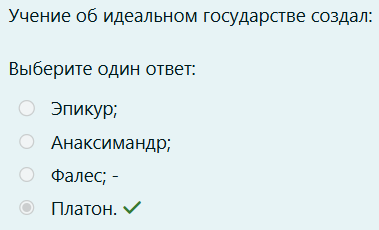 Учение об идеальном государстве создал:
Выберите один ответ:
Эпикур;
Анаксимандр;
Фалес; -
Платон.